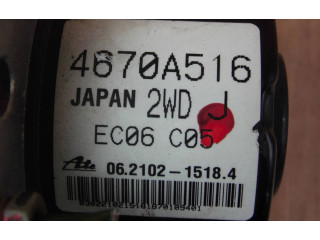 4670A516
JAPAN 2WD J
EC06 C05
Ate 06.2102-1518.4